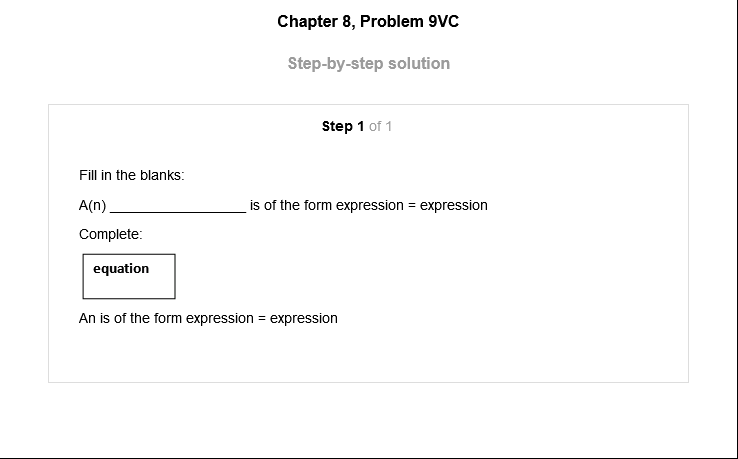 Chapter 8, Problem 9VC
Step-by-step solution
Step 1 of 1
Fill in the blanks:
A(n) _________________ is of the form expression = expression
Complete:
equation
An is of the form expression = expression